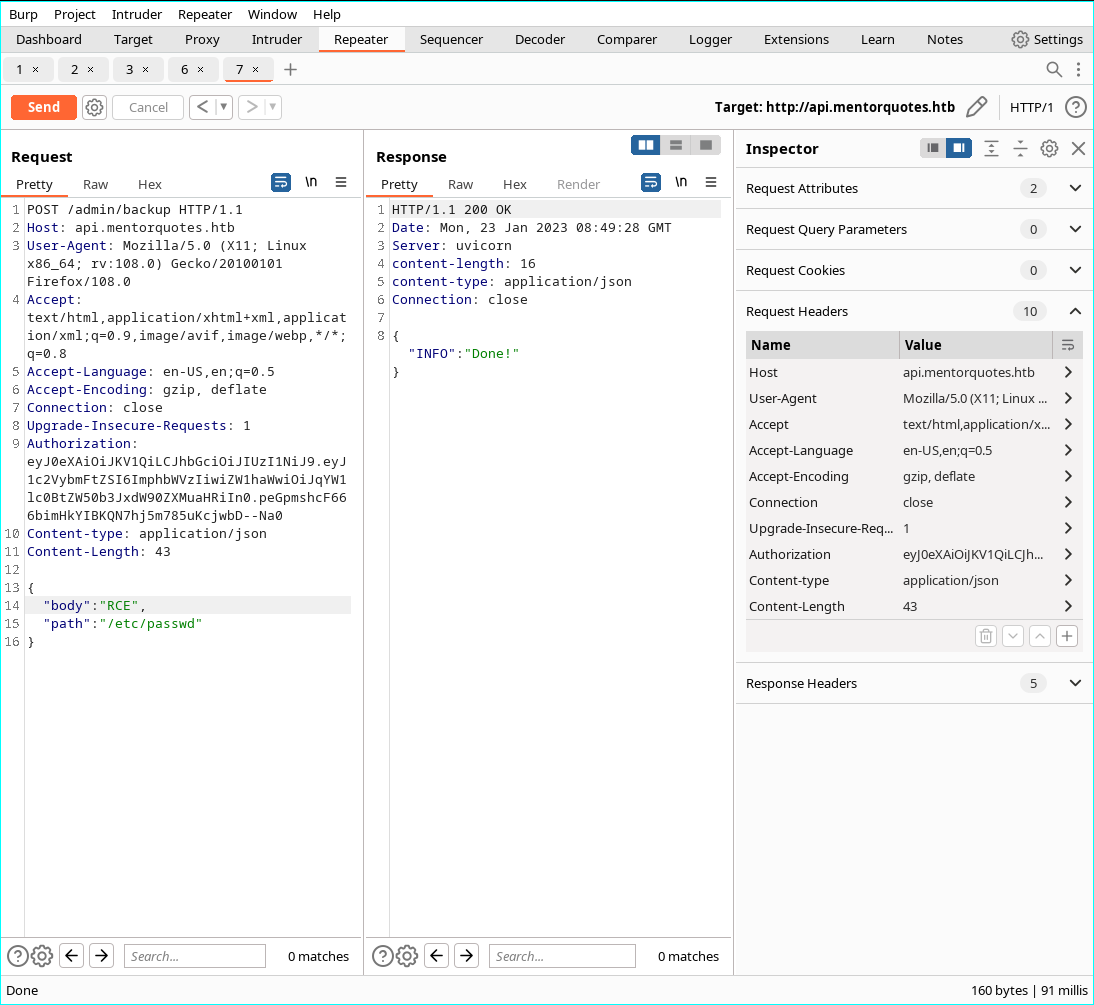 Burp Project Intruder Repeater Window Help
Dashboard Target Proxy Intruder Repeater Sequencer Decoder Comparer Logger Extensions Learn Notes Settings
1 × 2 × 3 × 6 × 7 × +
Send Cancel < > Target: http://api.mentorquotes.htb HTTP/1 ?
Request
Pretty Raw Hex \n
1 POST /admin/backup HTTP/1.1
2 Host: api.mentorquotes.htb
3 User-Agent: Mozilla/5.0 (X11; Linux
x86_64; rv:108.0) Gecko/20100101
Firefox/108.0
4 Accept:
text/html,application/xhtml+xml,applicat
ion/xml;q=0.9,image/avif,image/webp,*/*;
q=0.8
5 Accept-Language: en-US,en;q=0.5
6 Accept-Encoding: gzip, deflate
7 Connection: close
8 Upgrade-Insecure-Requests: 1
9 Authorization:
eyJ0eXAiOiJKV1QiLCJhbGciOiJIUzI1NiJ9.eyJ
1c2VybmFtZSI6ImphbWVzIiwiZW1haWwiOiJqYW1
lc0BtZW50b3JxdW90ZXMuaHRiIn0.peGpmshcF66
6bimHkYIBKQN7hj5m785uKcjwbD--Na0
10 Content-type: application/json
11 Content-Length: 43
12
13 {
14 "body":"RCE",
15 "path":"/etc/passwd"
16 }
Response
Pretty Raw Hex Render \n
1 HTTP/1.1 200 OK
2 Date: Mon, 23 Jan 2023 08:49:28 GMT
3 Server: uvicorn
4 content-length: 16
5 content-type: application/json
6 Connection: close
7
8 {
"INFO":"Done!"
}
Inspector
Request Attributes 2
Request Query Parameters 0
Request Cookies 0
Request Headers 10
Name Value
Host api.mentorquotes.htb
User-Agent Mozilla/5.0 (X11; Linux ...
Accept text/html,application/x...
Accept-Language en-US,en;q=0.5
Accept-Encoding gzip, deflate
Connection close
Upgrade-Insecure-Req... 1
Authorization eyJ0eXAiOiJKV1QiLCJh...
Content-type application/json
Content-Length 43
Response Headers 5
? Search... 0 matches
? Search... 0 matches
Done 160 bytes | 91 millis